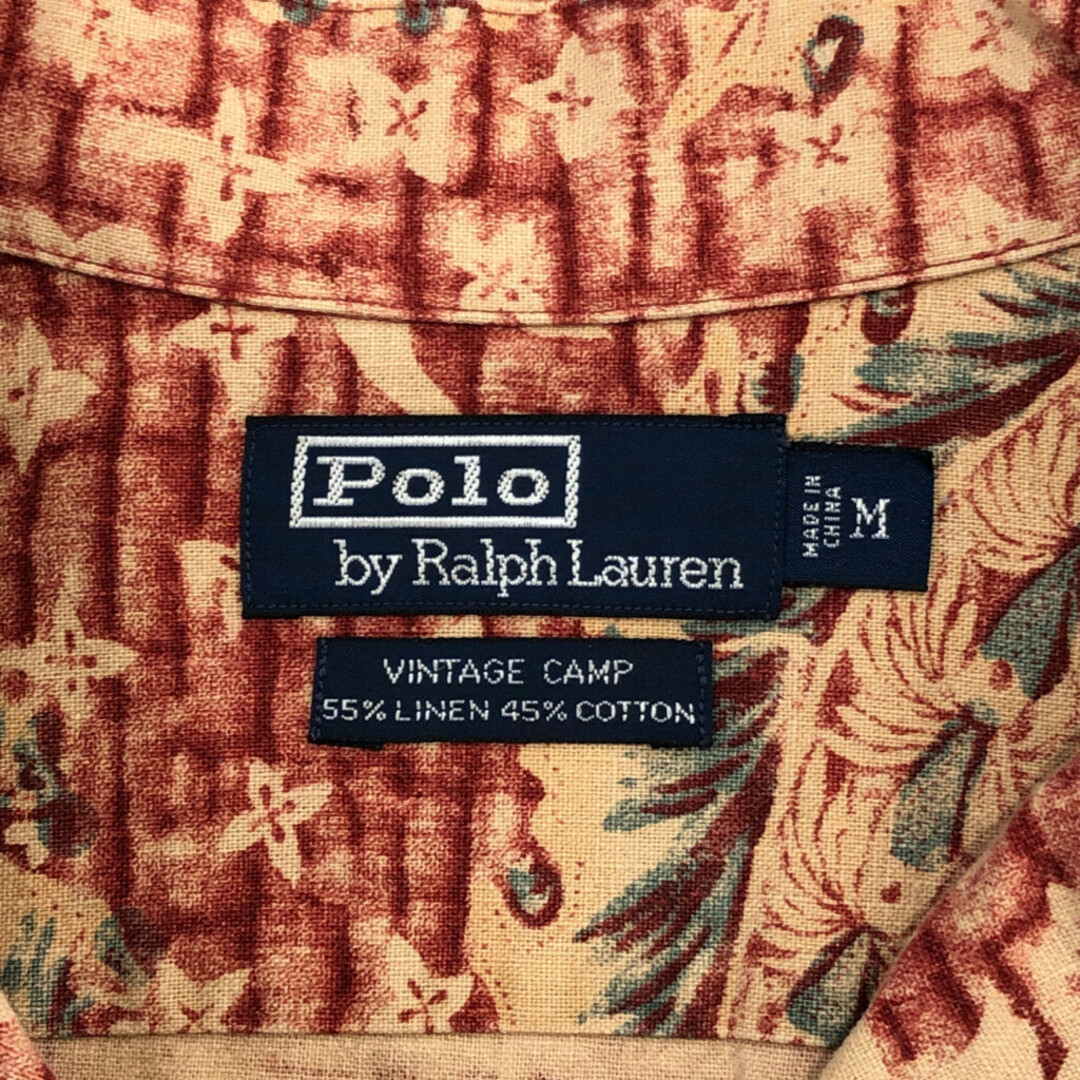 Polo
by Ralph Lauren
MADE IN
CHINA
M
VINTAGE CAMP
55% LINEN 45% COTTON